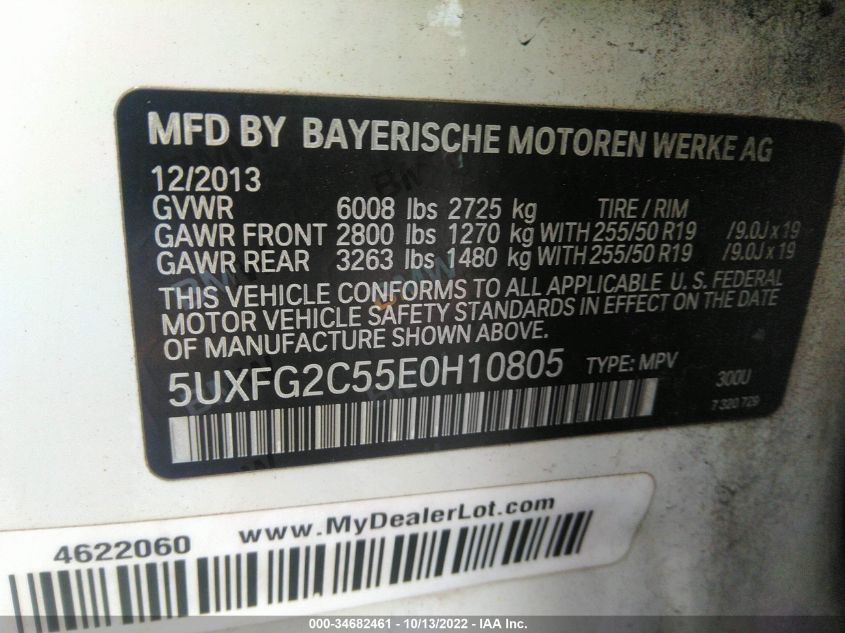 MFD BY BAYERISCHE MOTOREN WERKE AG
12/2013
GVWR 6008 lbs 2725 kg TIRE / RIM
GAWR FRONT 2800 lbs 1270 kg WITH 255/50 R19 /9.0J x 19
GAWR REAR 3263 lbs 1480 kg WITH 255/50 R19 /9.0J x 19
THIS VEHICLE CONFORMS TO ALL APPLICABLE U. S. FEDERAL
MOTOR VEHICLE SAFETY STANDARDS IN EFFECT ON THE DATE
OF MANUFACTURE SHOWN ABOVE.
5UXFG2C55E0H10805 TYPE: MPV 300U
7 320 729
4622060 www.MyDealerLot.com
000-34682461 - 10/13/2022 - IAA Inc.